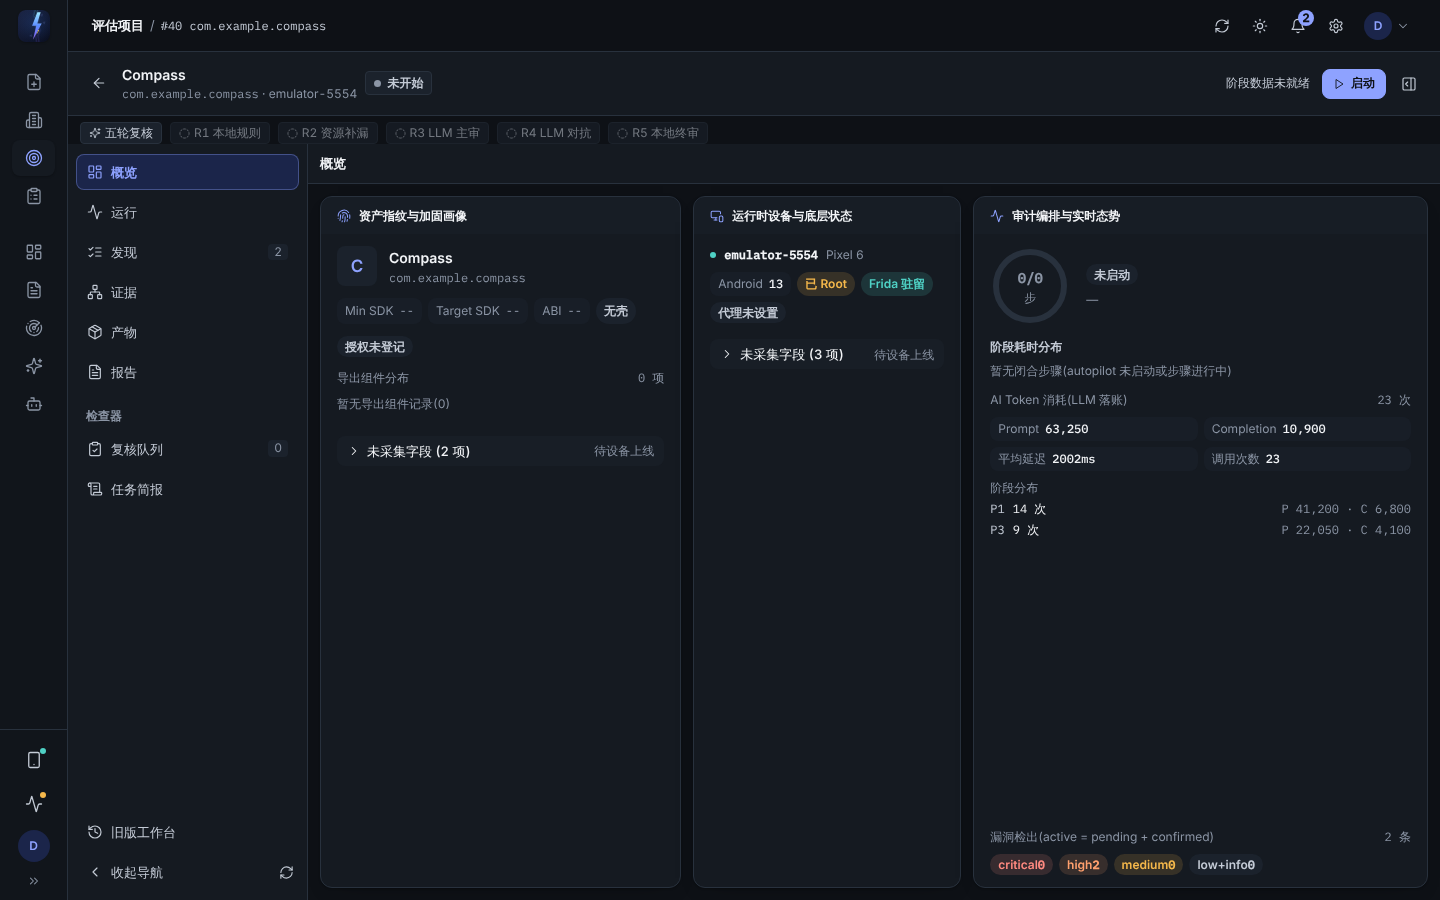 评估项目 / #40 com.example.compass
2
D
Compass
com.example.compass · emulator-5554
未开始
阶段数据未就绪
启动
五轮复核
R1 本地规则
R2 资源补漏
R3 LLM 主审
R4 LLM 对抗
R5 本地终审
概览
运行
发现 2
证据
产物
报告
检查器
复核队列 0
任务简报
旧版工作台
收起导航
D
概览
资产指纹与加固画像
C
Compass
com.example.compass
Min SDK --
Target SDK --
ABI --
无壳
授权未登记
导出组件分布 0 项
暂无导出组件记录(0)
未采集字段 (2 项) 待设备上线
运行时设备与底层状态
emulator-5554 Pixel 6
Android 13
已 Root
Frida 驻留
代理未设置
未采集字段 (3 项) 待设备上线
审计编排与实时态势
0/0
步
未启动
—
阶段耗时分布
暂无闭合步骤(autopilot 未启动或步骤进行中)
AI Token 消耗(LLM 落账) 23 次
Prompt 63,250
Completion 10,900
平均延迟 2002ms
调用次数 23
阶段分布
P1 14 次 P 41,200 · C 6,800
P3 9 次 P 22,050 · C 4,100
漏洞检出(active = pending + confirmed) 2 条
critical0
high2
medium0
low+info0